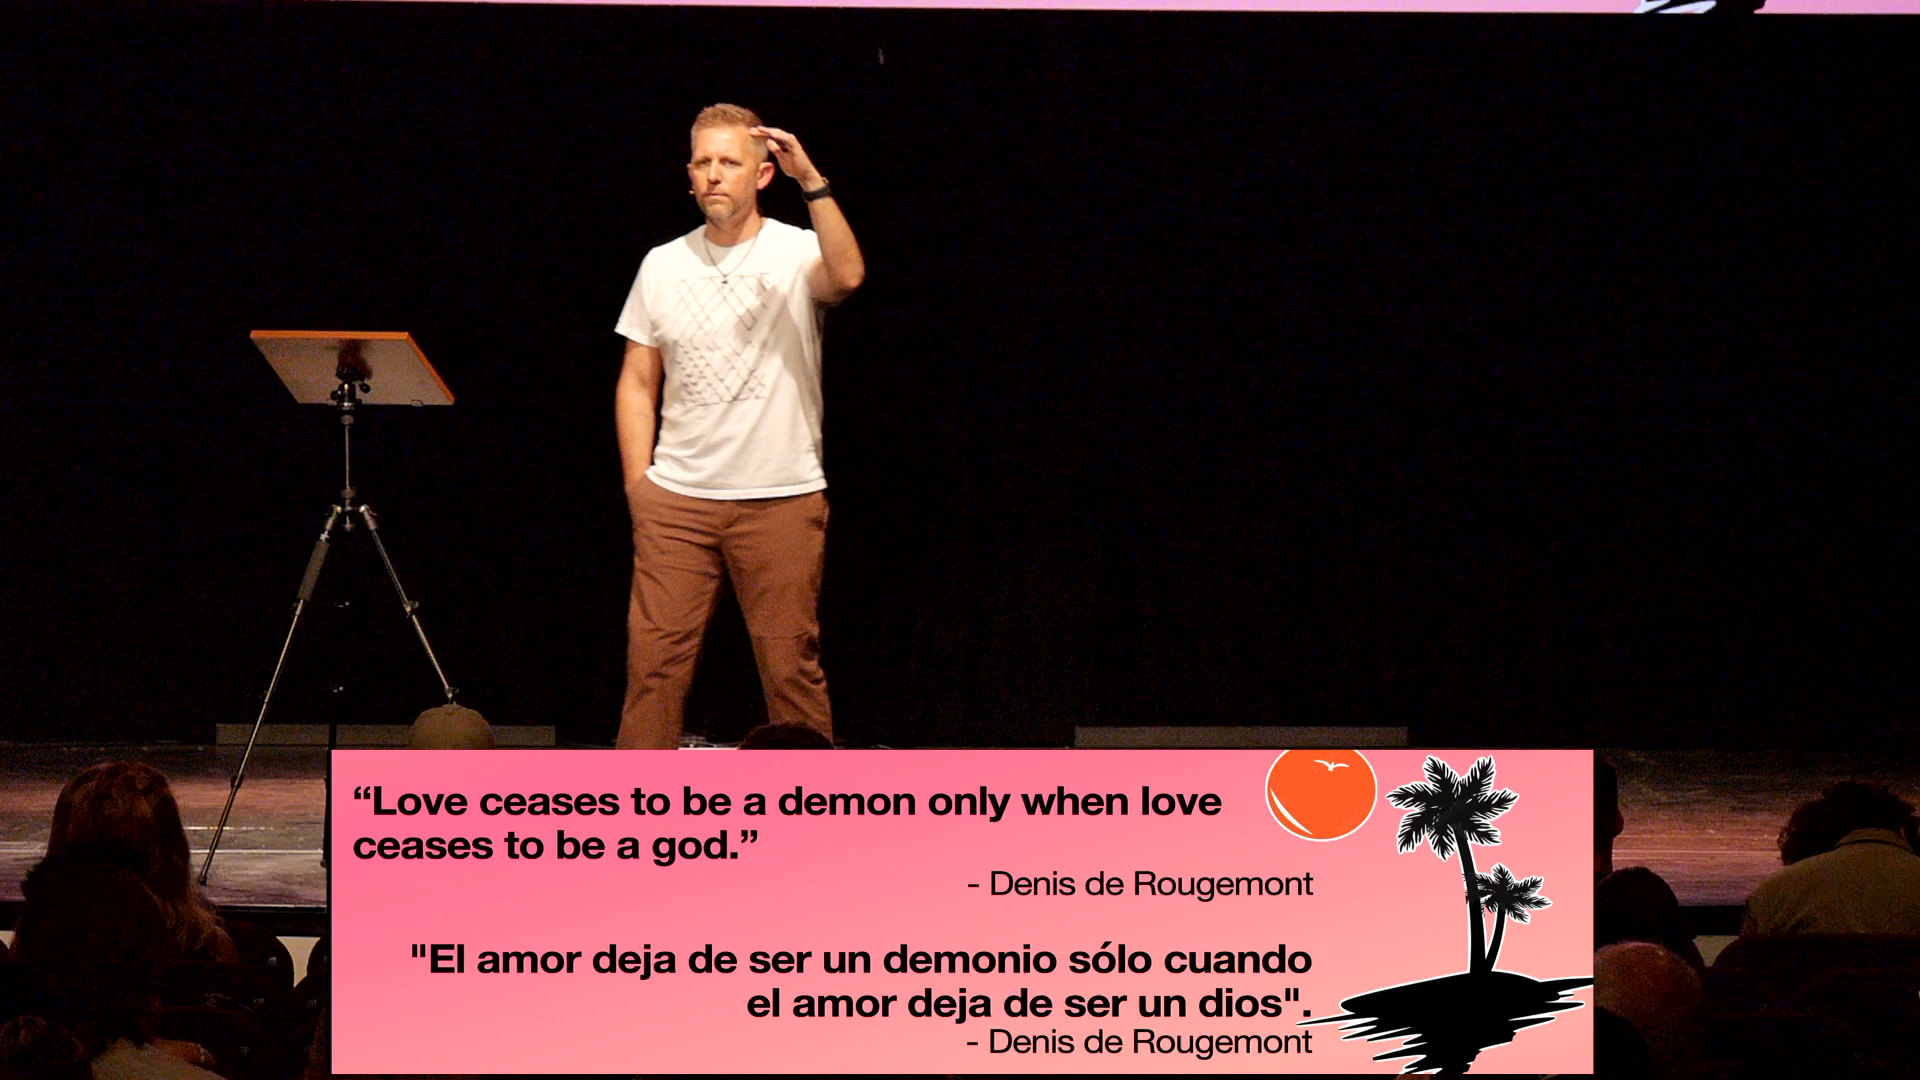 “Love ceases to be a demon only when love
ceases to be a god.”
- Denis de Rougemont
"El amor deja de ser un demonio sólo cuando
el amor deja de ser un dios".
- Denis de Rougemont